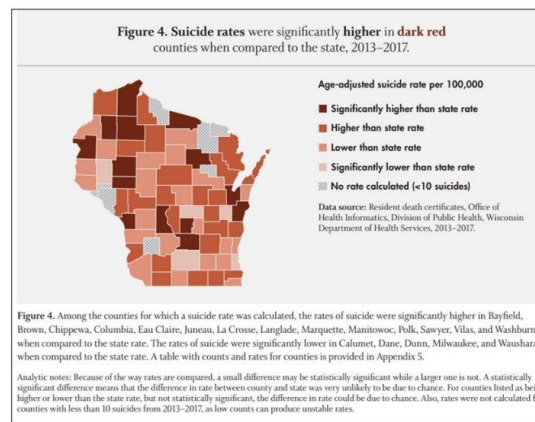 Figure 4. Suicide rates were significantly higher in dark red
counties when compared to the state, 2013–2017.
Age-adjusted suicide rate per 100,000
Significantly higher than state rate
Higher than state rate
Lower than state rate
Significantly lower than state rate
No rate calculated (<10 suicides)
Data source: Resident death certificates, Office of
Health Informatics, Division of Public Health, Wisconsin
Department of Health Services, 2013–2017.
Figure 4. Among the counties for which a suicide rate was calculated, the rates of suicide were significantly higher in Bayfield,
Brown, Chippewa, Columbia, Eau Claire, Juneau, La Crosse, Langlade, Marquette, Manitowoc, Polk, Sawyer, Vilas, and Washburn
when compared to the state rate. The rates of suicide were significantly lower in Calumet, Dane, Dunn, Milwaukee, and Waushara
when compared to the state rate. A table with counts and rates for counties is provided in Appendix 5.
Analytic notes: Because of the way rates are compared, a small difference may be statistically significant while a larger one is not. A statistically
significant difference means that the difference in rate between county and state was very unlikely to be due to chance. For counties listed as bei
higher or lower than the state rate, but not statistically significant, the difference in rate could be due to chance. Also, rates were not calculated f
counties with less than 10 suicides from 2013–2017, as low counts can produce unstable rates.